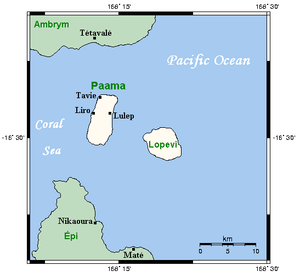 168° 15'
168° 30'
Ambrym
Tétavalé
Pacific Ocean
Paama
Tavie
Liro
Lulep
Coral
Sea
-16° 30'
-16° 30'
Lopevi
Nikaoura
Épi
Maté
km
0
5
10
168° 15'
168° 30'